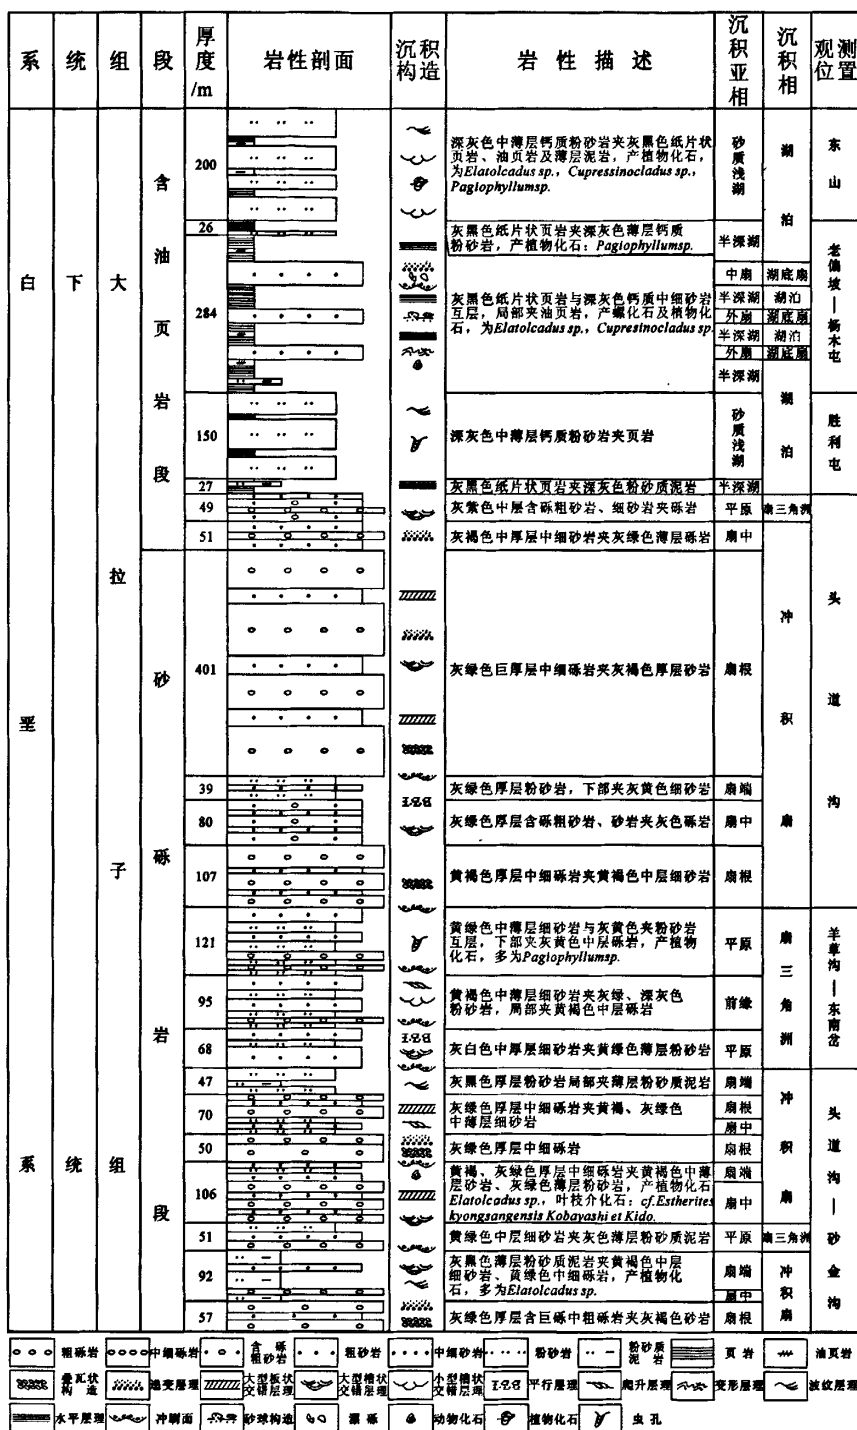 系 统 组 段 厚度/m 岩性剖面 沉积构造 岩性描述 沉积亚相 沉积相 观测位置
白垩系
下统
大拉子组
含油页岩段
砂砾岩段
200
深灰色中薄层钙质粉砂岩夹灰黑色纸片状
页岩、油页岩及薄层泥岩，产植物化石，
为Elatolcadus sp., Cupressinocladus sp.,
Pagiophyllumsp.
砂质浅湖
湖泊
东山
26
灰黑色纸片状页岩夹深灰色薄层钙质
粉砂岩，产植物化石：Pagiophyllumsp.
半深湖
老偏坡—杨木屯
284
灰黑色纸片状页岩与深灰色钙质中细砂岩
互层，局部夹油页岩，产螺化石及植物化
石，为Elatolcadus sp., Cupresinocladus sp.
中扇 湖底扇
半深湖 湖泊
外扇 湖底扇
半深湖 湖泊
外扇 湖底扇
半深湖
湖泊
150
深灰色中薄层钙质粉砂岩夹页岩
砂质浅湖
胜利屯
27
灰黑色纸片状页岩夹深灰色粉砂质泥岩
半深湖
49
灰紫色中层含砾粗砂岩、细砂岩夹砾岩
平原 扇三角洲
头道沟
51
灰褐色中厚层中细砂岩夹灰绿色薄层砾岩
扇中
冲积扇
401
灰绿色巨厚层中细砾岩夹灰褐色厚层砂岩
扇根
39
灰绿色厚层粉砂岩，下部夹灰黄色细砂岩
扇端
80
灰绿色厚层含砾粗砂岩、砂岩夹灰色砾岩
扇中
107
黄褐色厚层中细砾岩夹黄褐色中层细砂岩
扇根
121
黄绿色中薄层细砂岩与灰黄色夹粉砂岩
互层，下部夹灰黄色中层砾岩，产植物
化石，多为Pagiophyllumsp.
平原
扇三角洲
羊草沟—东南岔
95
黄褐色中薄层细砂岩夹灰绿、深灰色
粉砂岩，局部夹黄褐色中层砾岩
前缘
68
灰白色中厚层细砂岩夹黄绿色薄层粉砂岩
平原
47
灰黑色厚层粉砂岩局部夹薄层粉砂质泥岩
扇端
冲积扇
头道沟—砂金沟
70
灰绿色厚层中细砾岩夹黄褐、灰绿色
中薄层细砂岩
扇根
扇中
50
灰绿色厚层中细砾岩
扇根
106
黄褐、灰绿色厚层中细砾岩夹黄褐色中薄
层砂岩、灰绿色薄层粉砂岩，产植物化石
Elatolcadus sp., 叶枝介化石：cf.Estherites
kyongsangensis Kobayashi et Kido.
扇端
扇中
51
黄绿色中层细砂岩夹灰色薄层粉砂质泥岩
平原 扇三角洲
92
灰黑色薄层粉砂质泥岩夹黄褐色中层
细砂岩、黄绿色中细砾岩，产植物化
石，多为Elatolcadus sp.
扇端
扇中
冲积扇
57
灰绿色厚层含巨砾中粗砾岩夹灰褐色砂岩
扇根
粗砾岩 中细砾岩 含砾粗砂岩 粗砂岩 中细砂岩 粉砂岩 粉砂质泥岩 页岩 油页岩
叠瓦状构造 递变层理 大型板状交错层理 大型槽状交错层理 小型槽状交错层理 平行层理 爬升层理 变形层理 波纹层理
水平层理 冲刷面 砂球构造 漂砾 动物化石 植物化石 虫孔